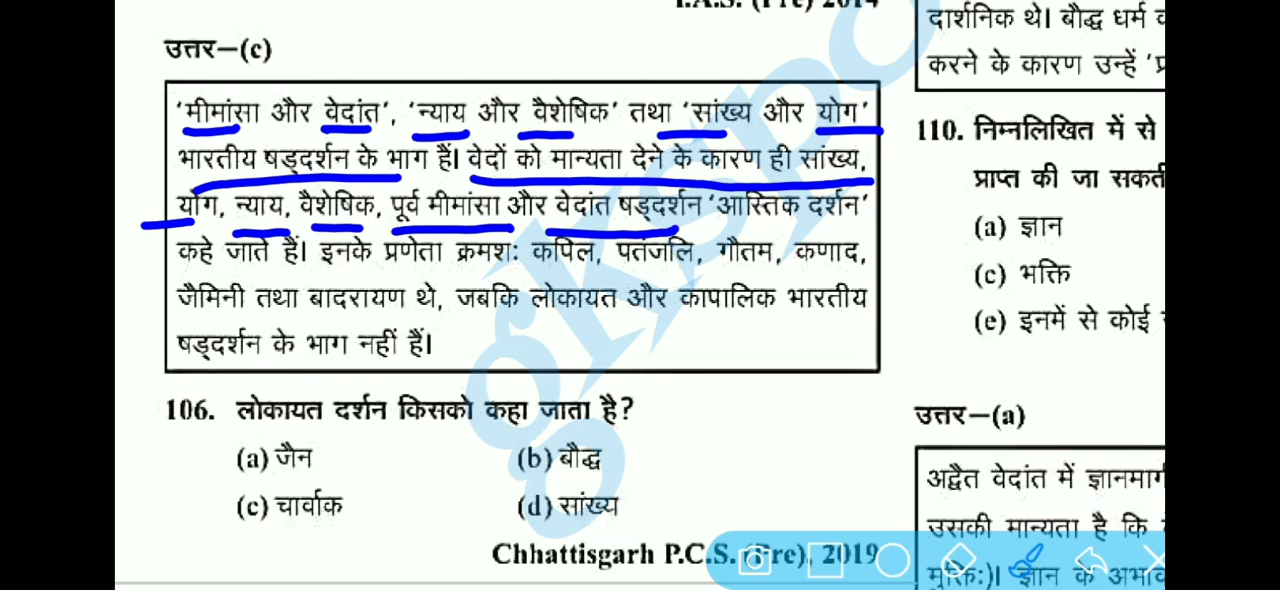 I.A.S. (Pre) 2014
उत्तर–(c)
'मीमांसा और वेदांत', 'न्याय और वैशेषिक' तथा 'सांख्य और योग'
भारतीय षड्दर्शन के भाग हैं। वेदों को मान्यता देने के कारण ही सांख्य,
योग, न्याय, वैशेषिक, पूर्व मीमांसा और वेदांत षड्दर्शन 'आस्तिक दर्शन'
कहे जाते हैं। इनके प्रणेता क्रमशः कपिल, पतंजलि, गौतम, कणाद,
जैमिनी तथा बादरायण थे, जबकि लोकायत और कापालिक भारतीय
षड्दर्शन के भाग नहीं हैं।
106. लोकायत दर्शन किसको कहा जाता है?
(a) जैन (b) बौद्ध
(c) चार्वाक (d) सांख्य
Chhattisgarh P.C.S. (Pre), 2019
दार्शनिक थे। बौद्ध धर्म
करने के कारण उन्हें
110. निम्नलिखित में से
प्राप्त की जा सकती
(a) ज्ञान
(c) भक्ति
(e) इनमें से कोई
उत्तर–(a)
अद्वैत वेदांत में ज्ञानमार्ग
उसकी मान्यता है कि
मुक्तिः)। ज्ञान के
gkspc